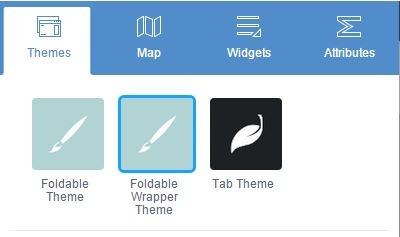 Themes Map Widgets Attributes
Foldable Theme
Foldable Wrapper Theme
Tab Theme